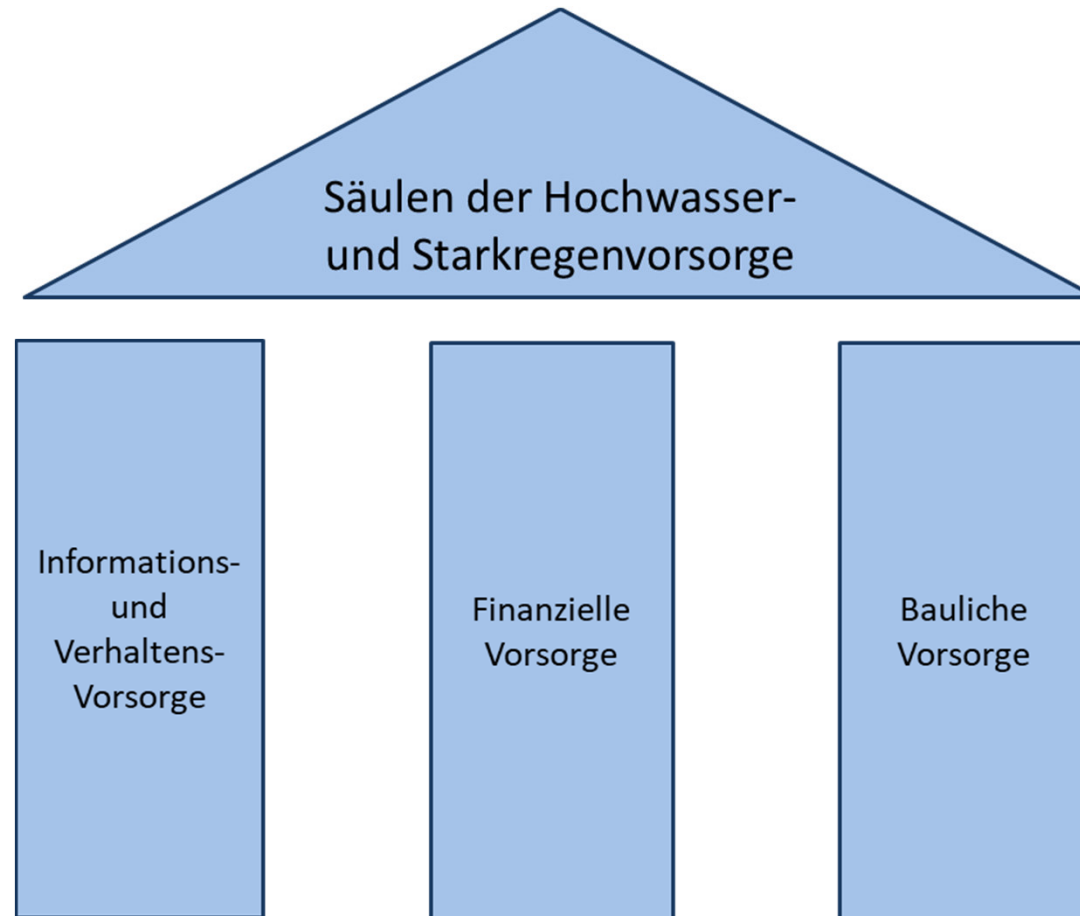 Säulen der Hochwasser-
und Starkregenvorsorge
Informations-
und
Verhaltens-
Vorsorge
Finanzielle
Vorsorge
Bauliche
Vorsorge